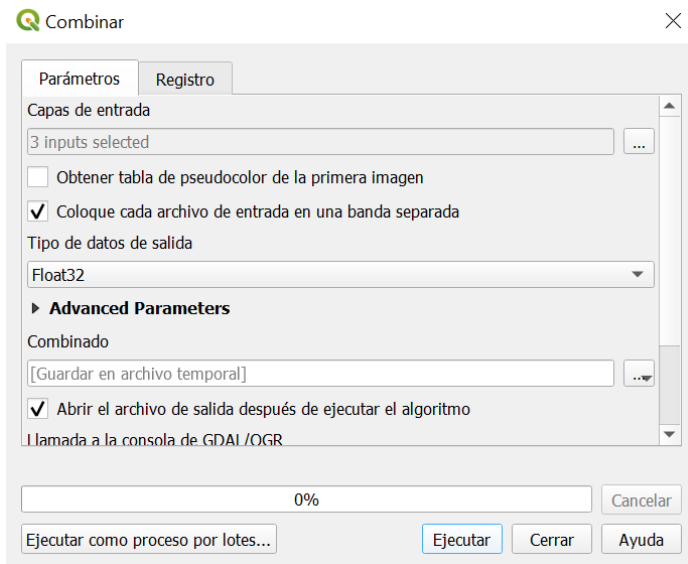 Combinar
Parámetros Registro
Capas de entrada
3 inputs selected ...
Obtener tabla de pseudocolor de la primera imagen
Coloque cada archivo de entrada en una banda separada
Tipo de datos de salida
Float32
Advanced Parameters
Combinado
[Guardar en archivo temporal] ...
Abrir el archivo de salida después de ejecutar el algoritmo
Llamada a la consola de GDAL/OGR
0% Cancelar
Ejecutar como proceso por lotes... Ejecutar Cerrar Ayuda